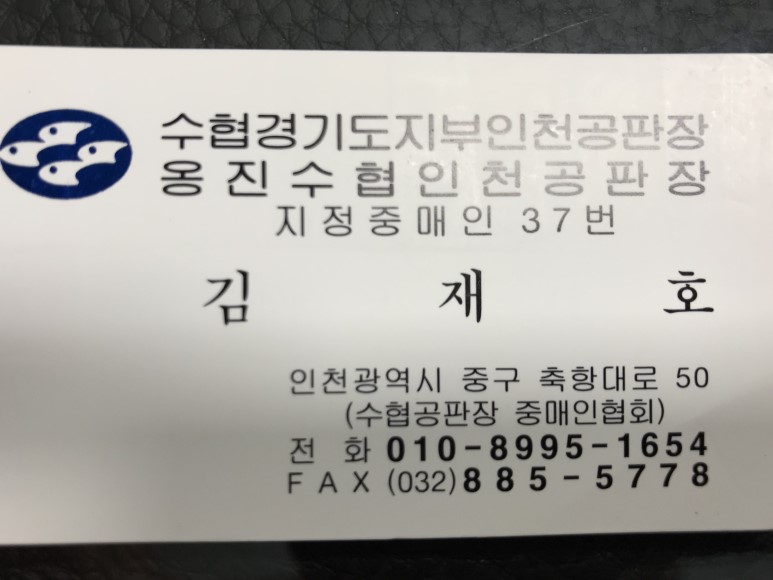 수협경기도지부인천공판장
옹진수협인천공판장
지정중매인 37번
김재호
인천광역시 중구 축항대로 50
(수협공판장 중매인협회)
전 화 010-8995-1654
FAX (032)885-5778